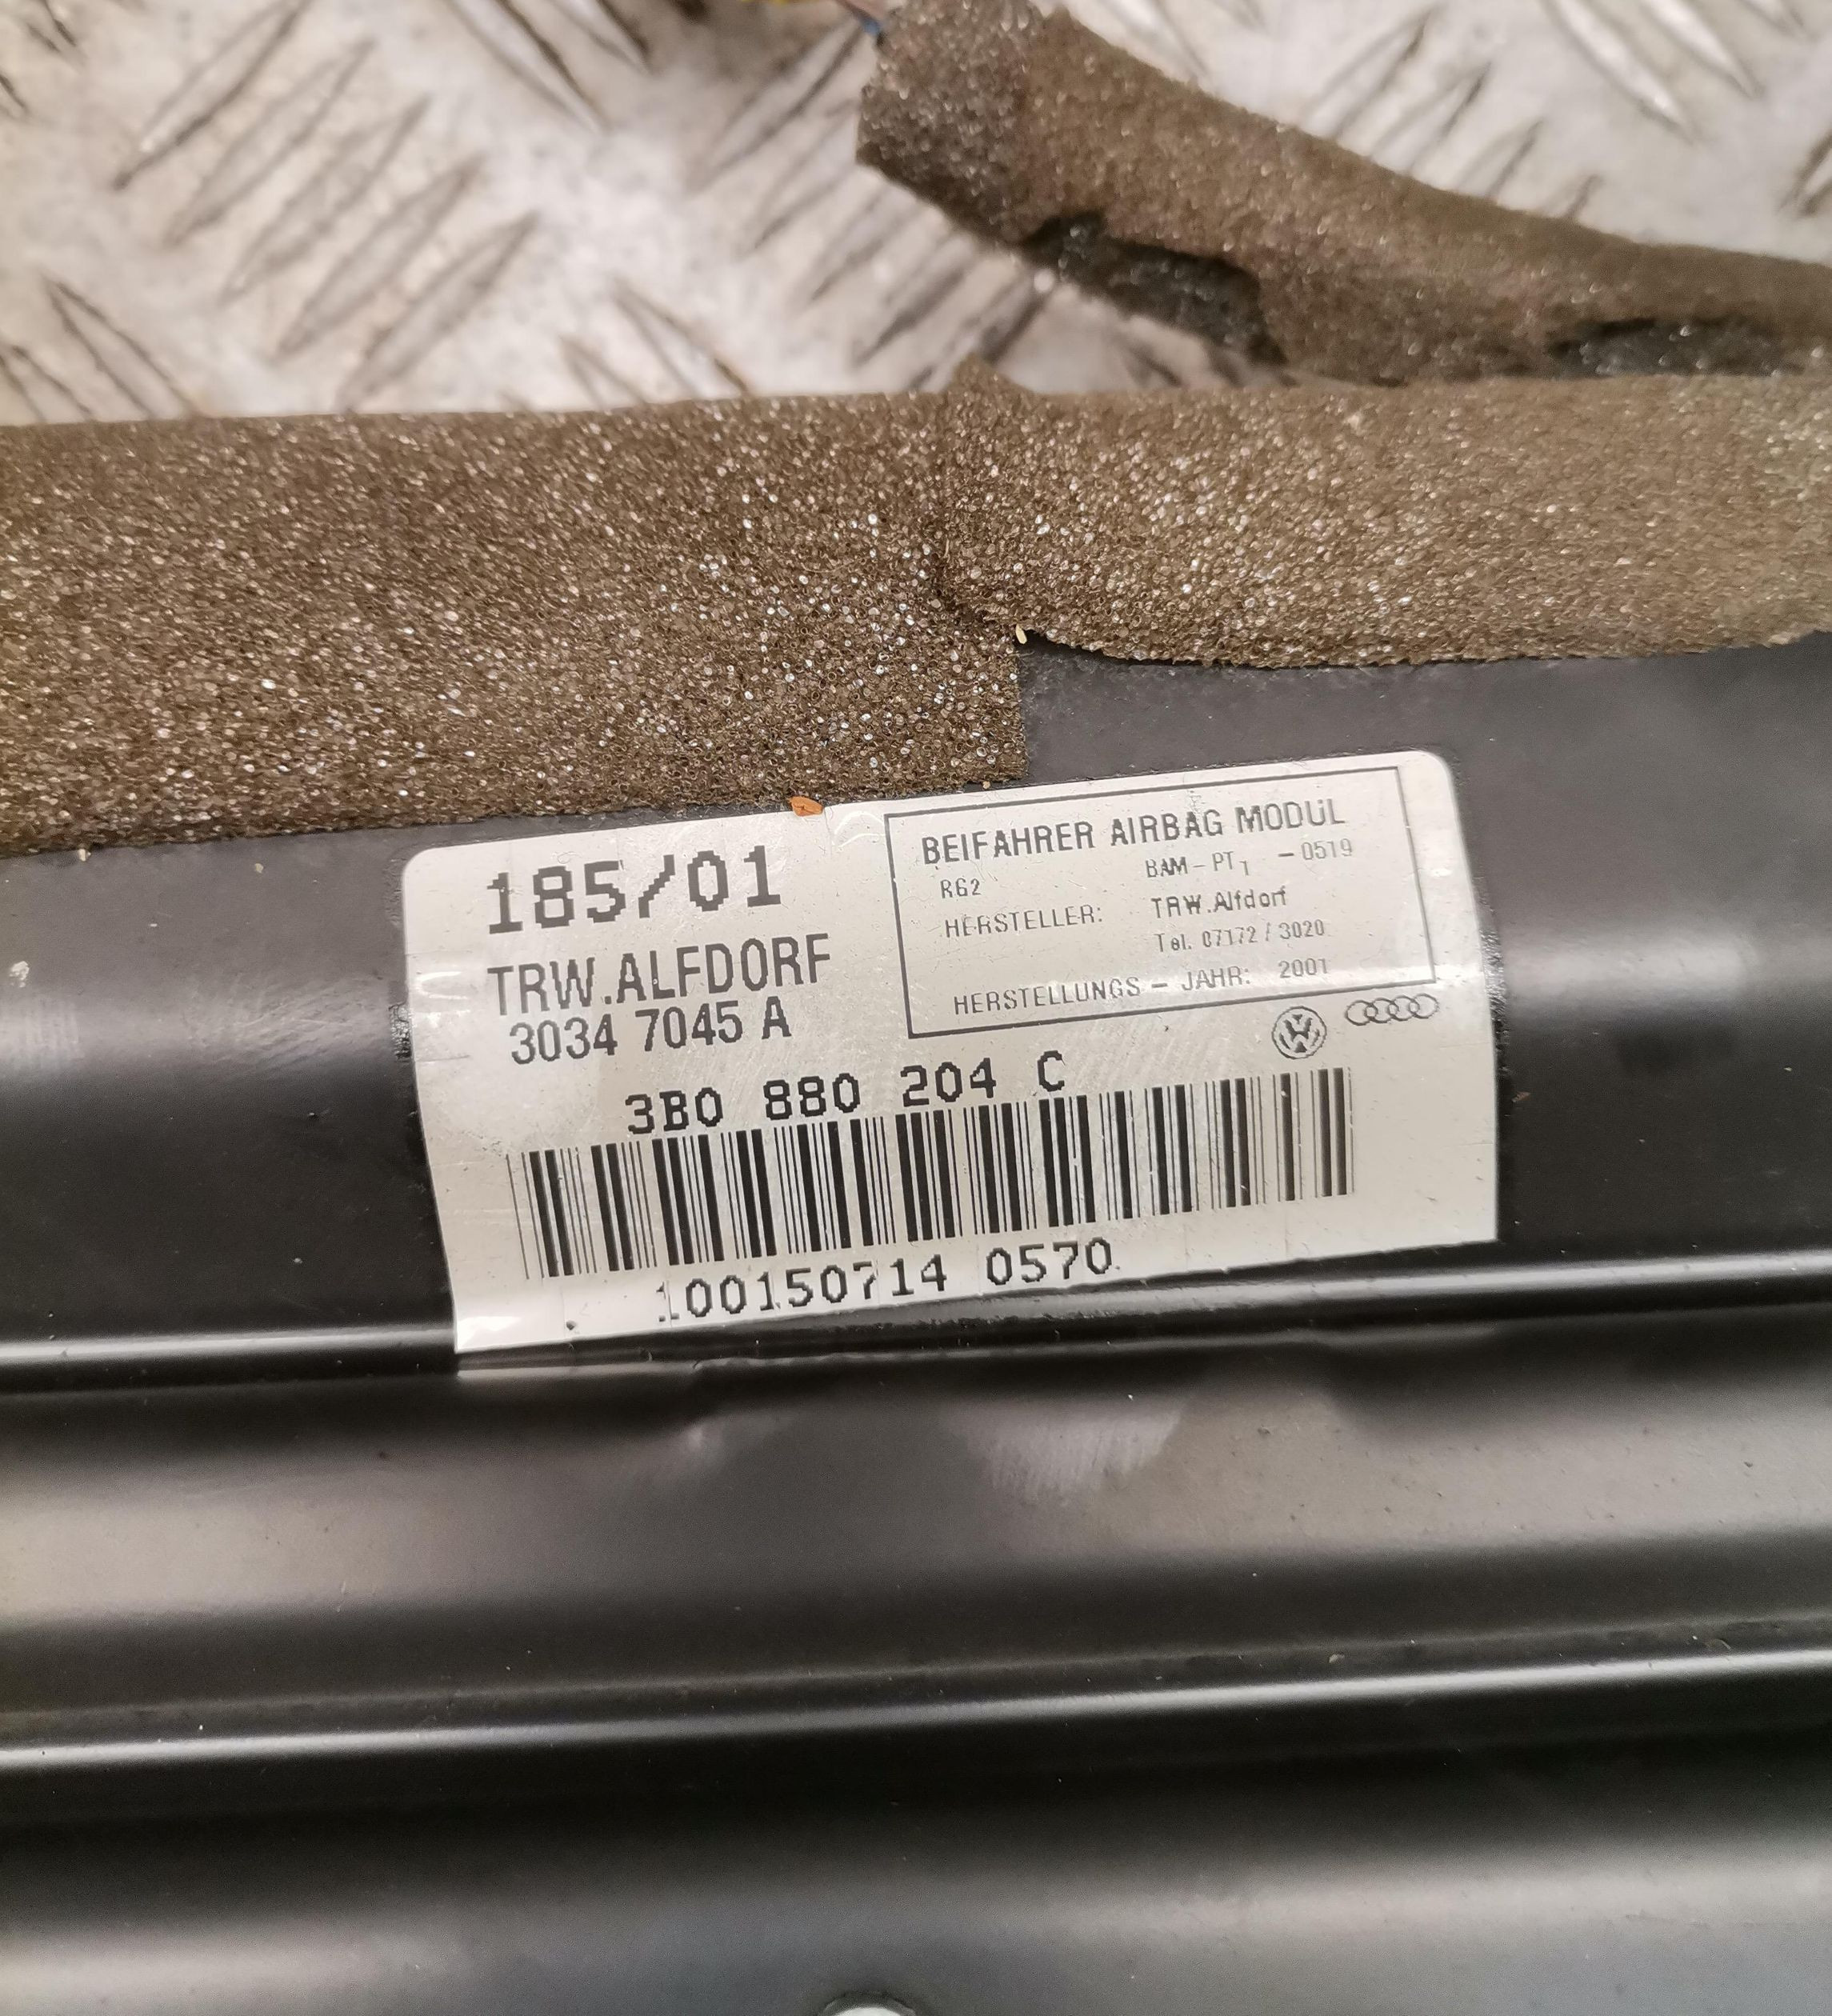 185/01
TRW.ALFDORF
3034 7045 A
BEIFAHRER AIRBAG MODUL
R62 BAM-PT1 -0519
HERSTELLER: TRW.Alfdorf
Tel. 07172 / 3020
HERSTELLUNGS - JAHR: 2001
3B0 880 204 C
100150714 0570